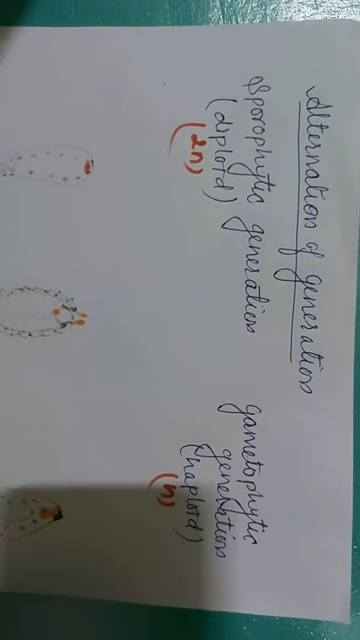 Alternation of generation
Sporophytic generation
(diploid)
(2n)
gametophytic
generation
(haploid)
(n)